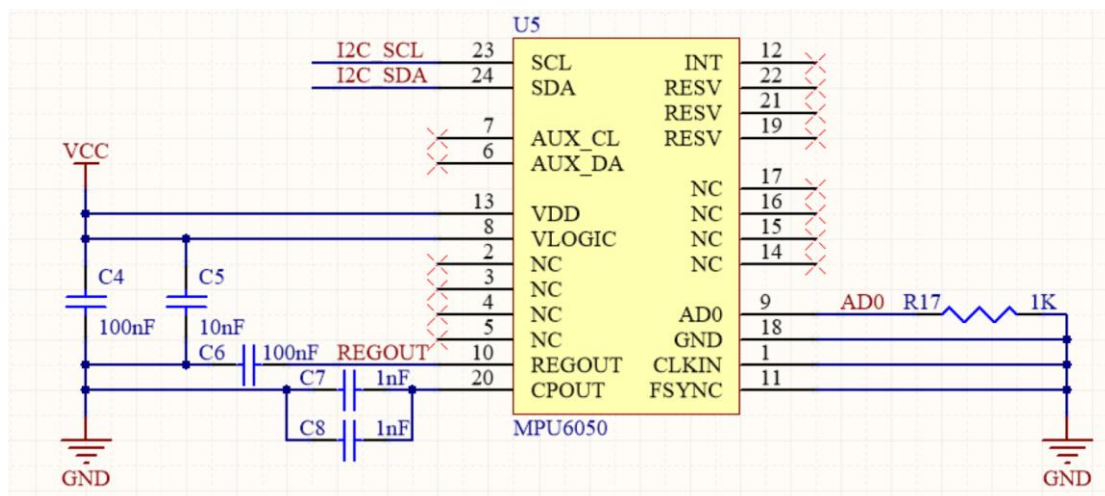 U5
I2C_SCL 23 SCL INT 12
I2C_SDA 24 SDA RESV 22
RESV 21
7 AUX_CL RESV 19
6 AUX_DA
VCC
NC 17
13 VDD NC 16
8 VLOGIC NC 15
2 NC NC 14
C4 C5 3 NC
4 NC AD0 9 AD0 R17 1K
100nF 10nF 5 NC GND 18
C6 100nF REGOUT 10 REGOUT CLKIN 1
C7 1nF 20 CPOUT FSYNC 11
C8 1nF MPU6050
GND GND